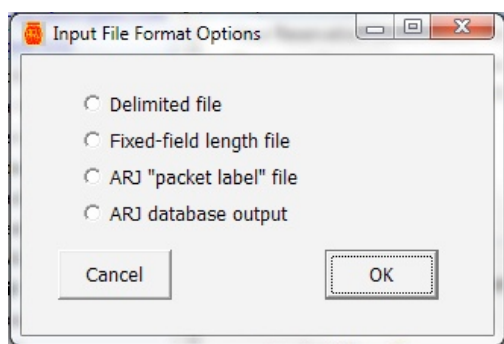 Input File Format Options
Delimited file
Fixed-field length file
ARJ "packet label" file
ARJ database output
Cancel
OK